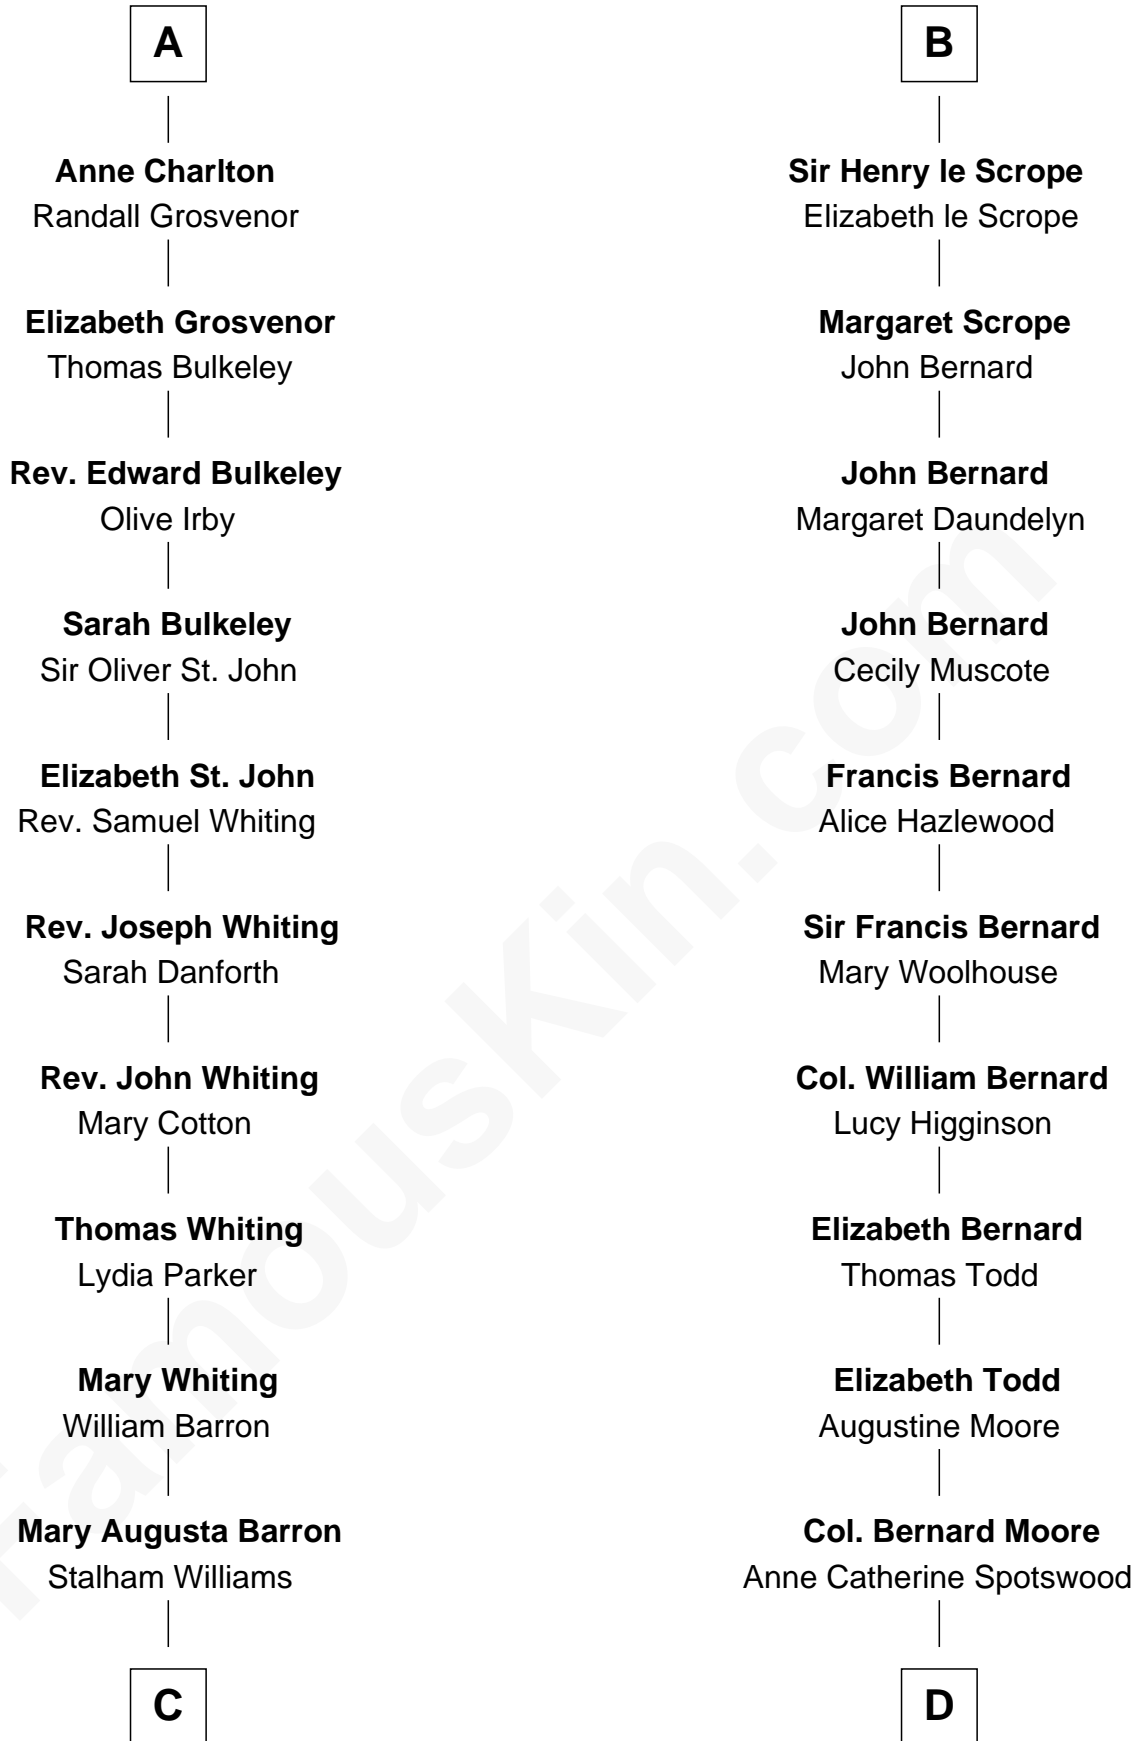 A
Anne Charlton
Randall Grosvenor
Elizabeth Grosvenor
Thomas Bulkeley
Rev. Edward Bulkeley
Olive Irby
Sarah Bulkeley
Sir Oliver St. John
Elizabeth St. John
Rev. Samuel Whiting
Rev. Joseph Whiting
Sarah Danforth
Rev. John Whiting
Mary Cotton
Thomas Whiting
Lydia Parker
Mary Whiting
William Barron
Mary Augusta Barron
Stalham Williams
C
B
Sir Henry le Scrope
Elizabeth le Scrope
Margaret Scrope
John Bernard
John Bernard
Margaret Daundelyn
John Bernard
Cecily Muscote
Francis Bernard
Alice Hazlewood
Sir Francis Bernard
Mary Woolhouse
Col. William Bernard
Lucy Higginson
Elizabeth Bernard
Thomas Todd
Elizabeth Todd
Augustine Moore
Col. Bernard Moore
Anne Catherine Spotswood
D
FamousKin.com